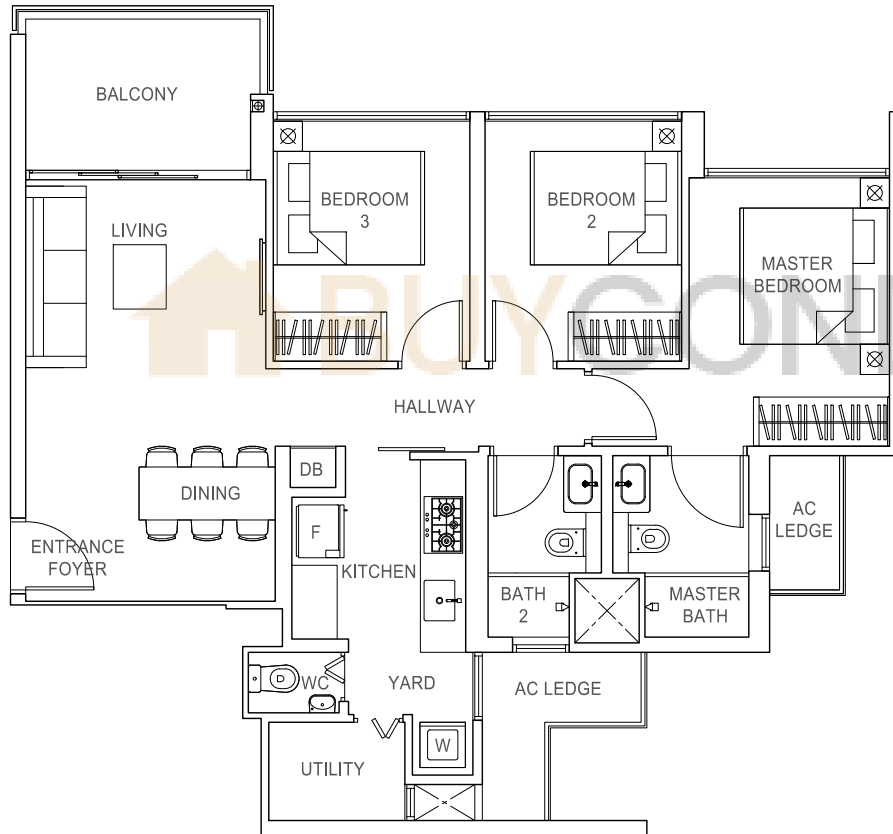 BALCONY
BEDROOM
3
BEDROOM
2
LIVING
MASTER
BEDROOM
BUYCON
HALLWAY
DB
DINING
F
KITCHEN
AC
LEDGE
ENTRANCE
FOYER
BATH
2
MASTER
BATH
WC
YARD
AC LEDGE
W
UTILITY